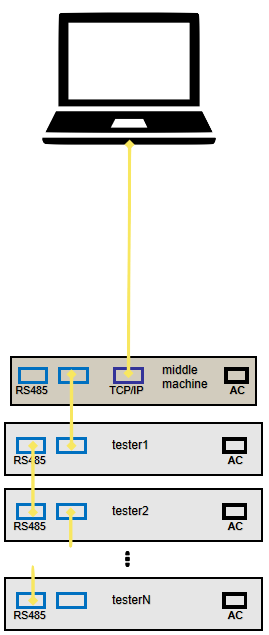 middle
machine
RS485 TCP/IP AC
tester1
RS485 AC
tester2
RS485 AC
testerN
RS485 AC